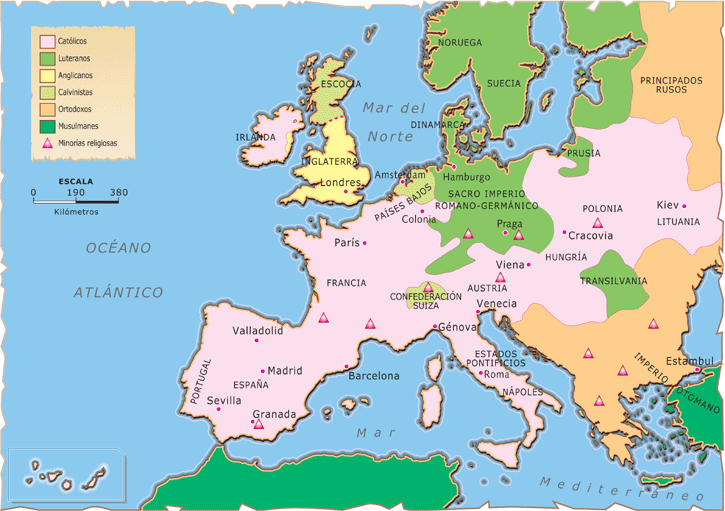 Católicos
Luteranos
Anglicanos
Calvinistas
Ortodoxos
Musulmanes
Minorías religiosas
ESCALA
0 190 380
Kilómetros
NORUEGA
SUECIA
PRINCIPADOS
RUSOS
ESCOCIA
Mar del
Norte
DINAMARCA
IRLANDA
INGLATERRA
Londres
Amsterdam
Hamburgo
PRUSIA
PAÍSES BAJOS
Colonia
SACRO IMPERIO
ROMANO-GERMÁNICO
Praga
POLONIA
Kiev
LITUANIA
Cracovia
París
HUNGRÍA
Viena
OCÉANO
ATLÁNTICO
FRANCIA
AUSTRIA
TRANSILVANIA
CONFEDERACIÓN
SUIZA
Venecia
Génova
Valladolid
ESTADOS
PONTIFICIOS
Roma
Estambul
IMPERIO OTOMANO
PORTUGAL
Madrid
Barcelona
ESPAÑA
NÁPOLES
Sevilla
Granada
Mar
Mediterráneo